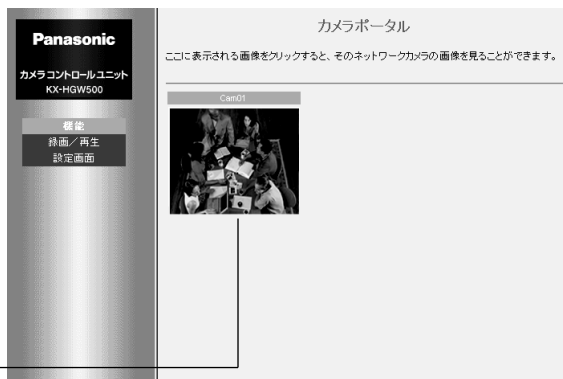 Panasonic
カメラコントロールユニット
KX-HGW500
機能
録画／再生
設定画面
カメラポータル
ここに表示される画像をクリックすると、そのネットワークカメラの画像を見ることができます。
Cam01